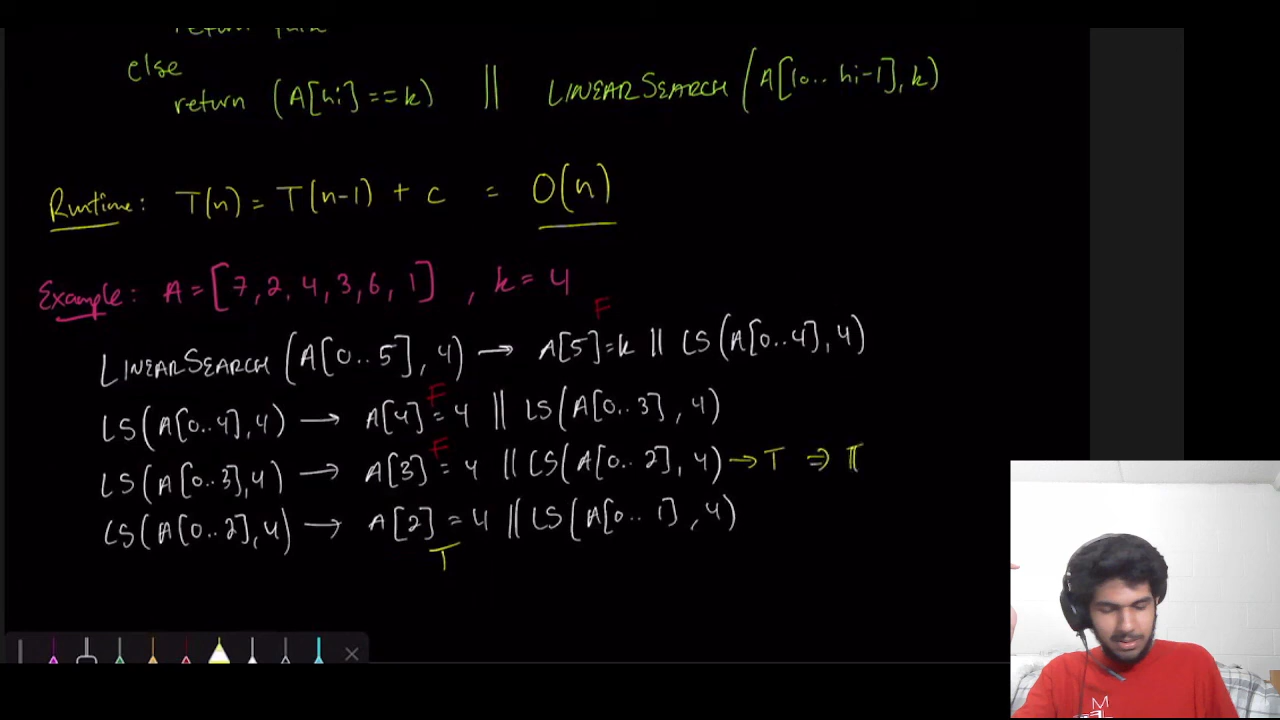 return
else
return (A[hi] == k) || LINEARSEARCH (A[lo.. hi-1], k)
Runtime: T(n) = T(n-1) + c = O(n)
Example: A = [7, 2, 4, 3, 6, 1] , k = 4
F
LINEARSEARCH (A[0..5], 4) → A[5]=k || LS(A[0..4], 4)
F
LS(A[0..4], 4) → A[4] = 4 || LS(A[0..3], 4)
F
LS(A[0..3], 4) → A[3] = 4 || LS(A[0..2], 4) → T ⇒ T
LS(A[0..2], 4) → A[2] = 4 || LS(A[0..1], 4)
T
M